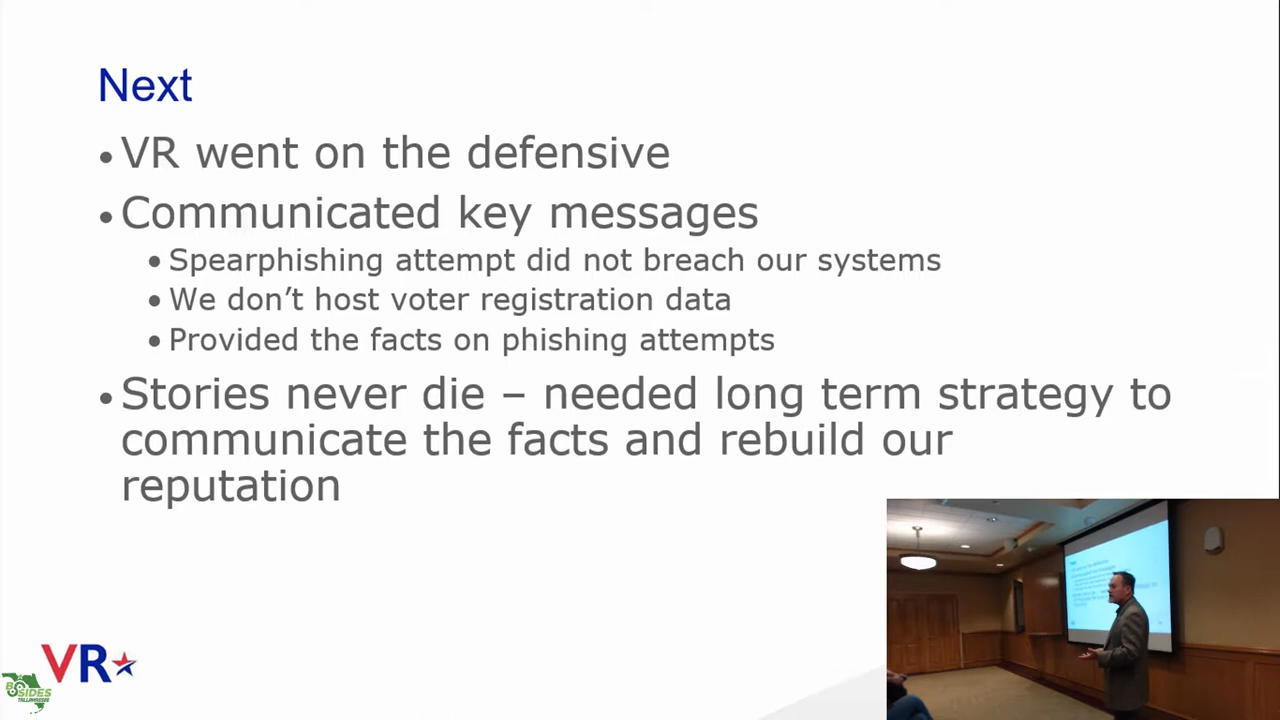 Next
• VR went on the defensive
• Communicated key messages
• Spearphishing attempt did not breach our systems
• We don't host voter registration data
• Provided the facts on phishing attempts
• Stories never die – needed long term strategy to
communicate the facts and rebuild our
reputation
VR
BSIDES
TALLAHASSEE